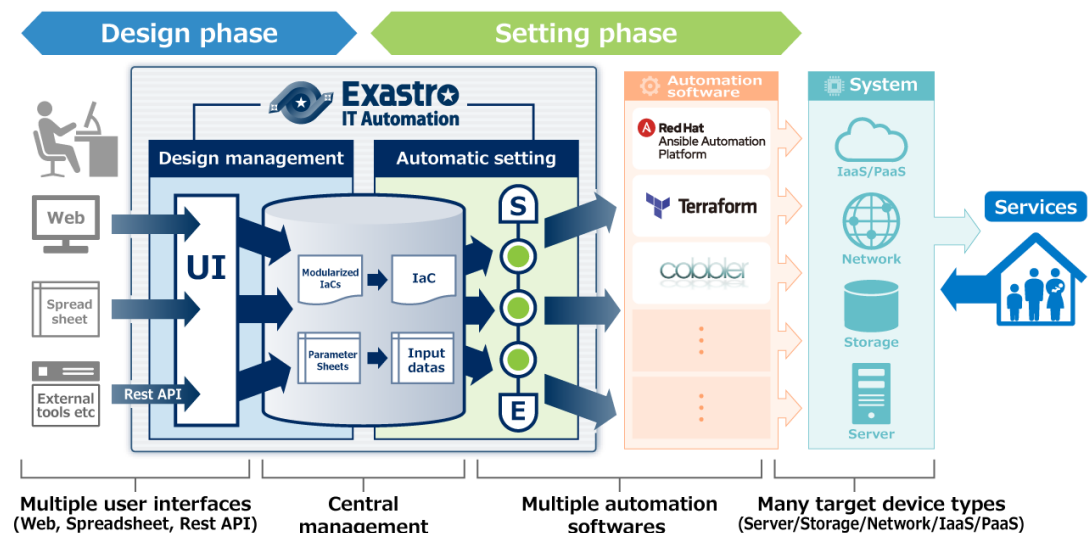 Design phase
Setting phase
Exastro
IT Automation
Design management
Automatic setting
Web
Spread
sheet
External
tools etc
Rest API
UI
Modularized
IaCs
IaC
Parameter
Sheets
Input
datas
S
E
Automation
software
Red Hat
Ansible Automation
Platform
Terraform
cobbler
System
IaaS/PaaS
Network
Storage
Server
Services
Multiple user interfaces
(Web, Spreadsheet, Rest API)
Central
management
Multiple automation
softwares
Many target device types
(Server/Storage/Network/IaaS/PaaS)